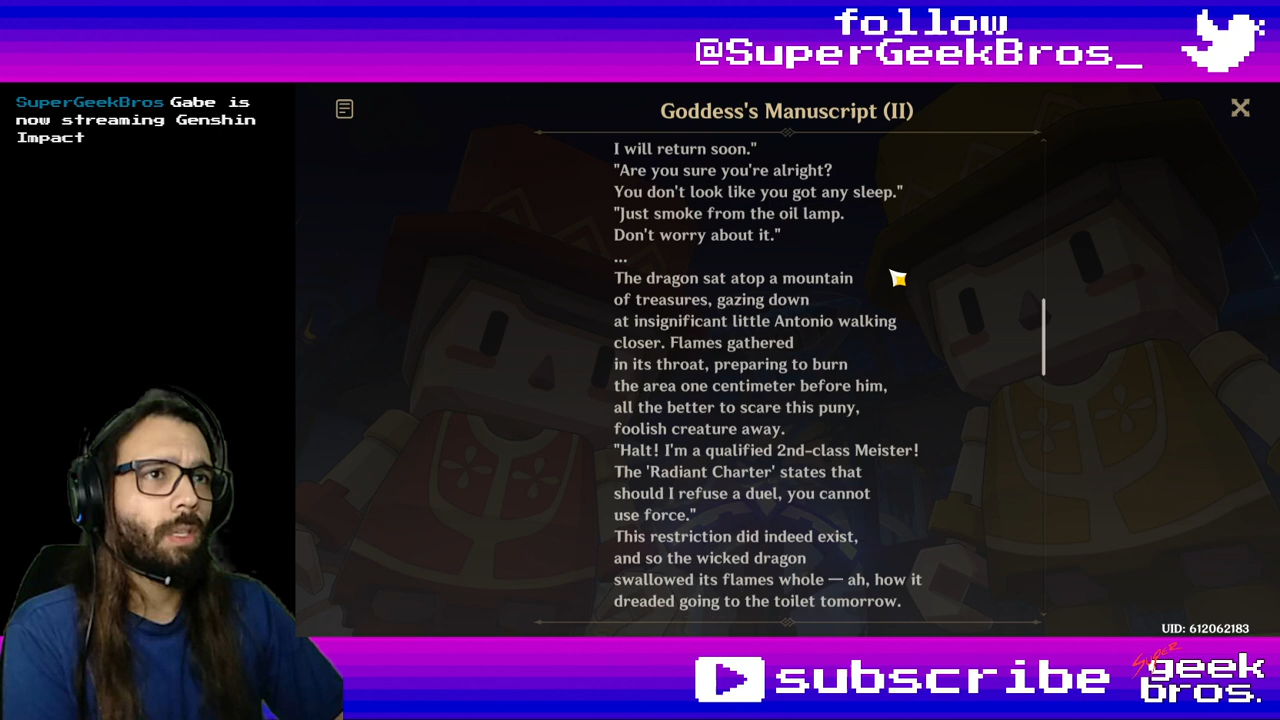 follow
@SuperGeekBros_
SuperGeekBros Gabe is
now streaming Genshin
Impact
Goddess's Manuscript (II)
I will return soon."
"Are you sure you're alright?
You don't look like you got any sleep."
"Just smoke from the oil lamp.
Don't worry about it."
...
The dragon sat atop a mountain
of treasures, gazing down
at insignificant little Antonio walking
closer. Flames gathered
in its throat, preparing to burn
the area one centimeter before him,
all the better to scare this puny,
foolish creature away.
"Halt! I'm a qualified 2nd-class Meister!
The 'Radiant Charter' states that
should I refuse a duel, you cannot
use force."
This restriction did indeed exist,
and so the wicked dragon
swallowed its flames whole — ah, how it
dreaded going to the toilet tomorrow.
UID: 612062183
subscribe
SUPER
geek
bros.